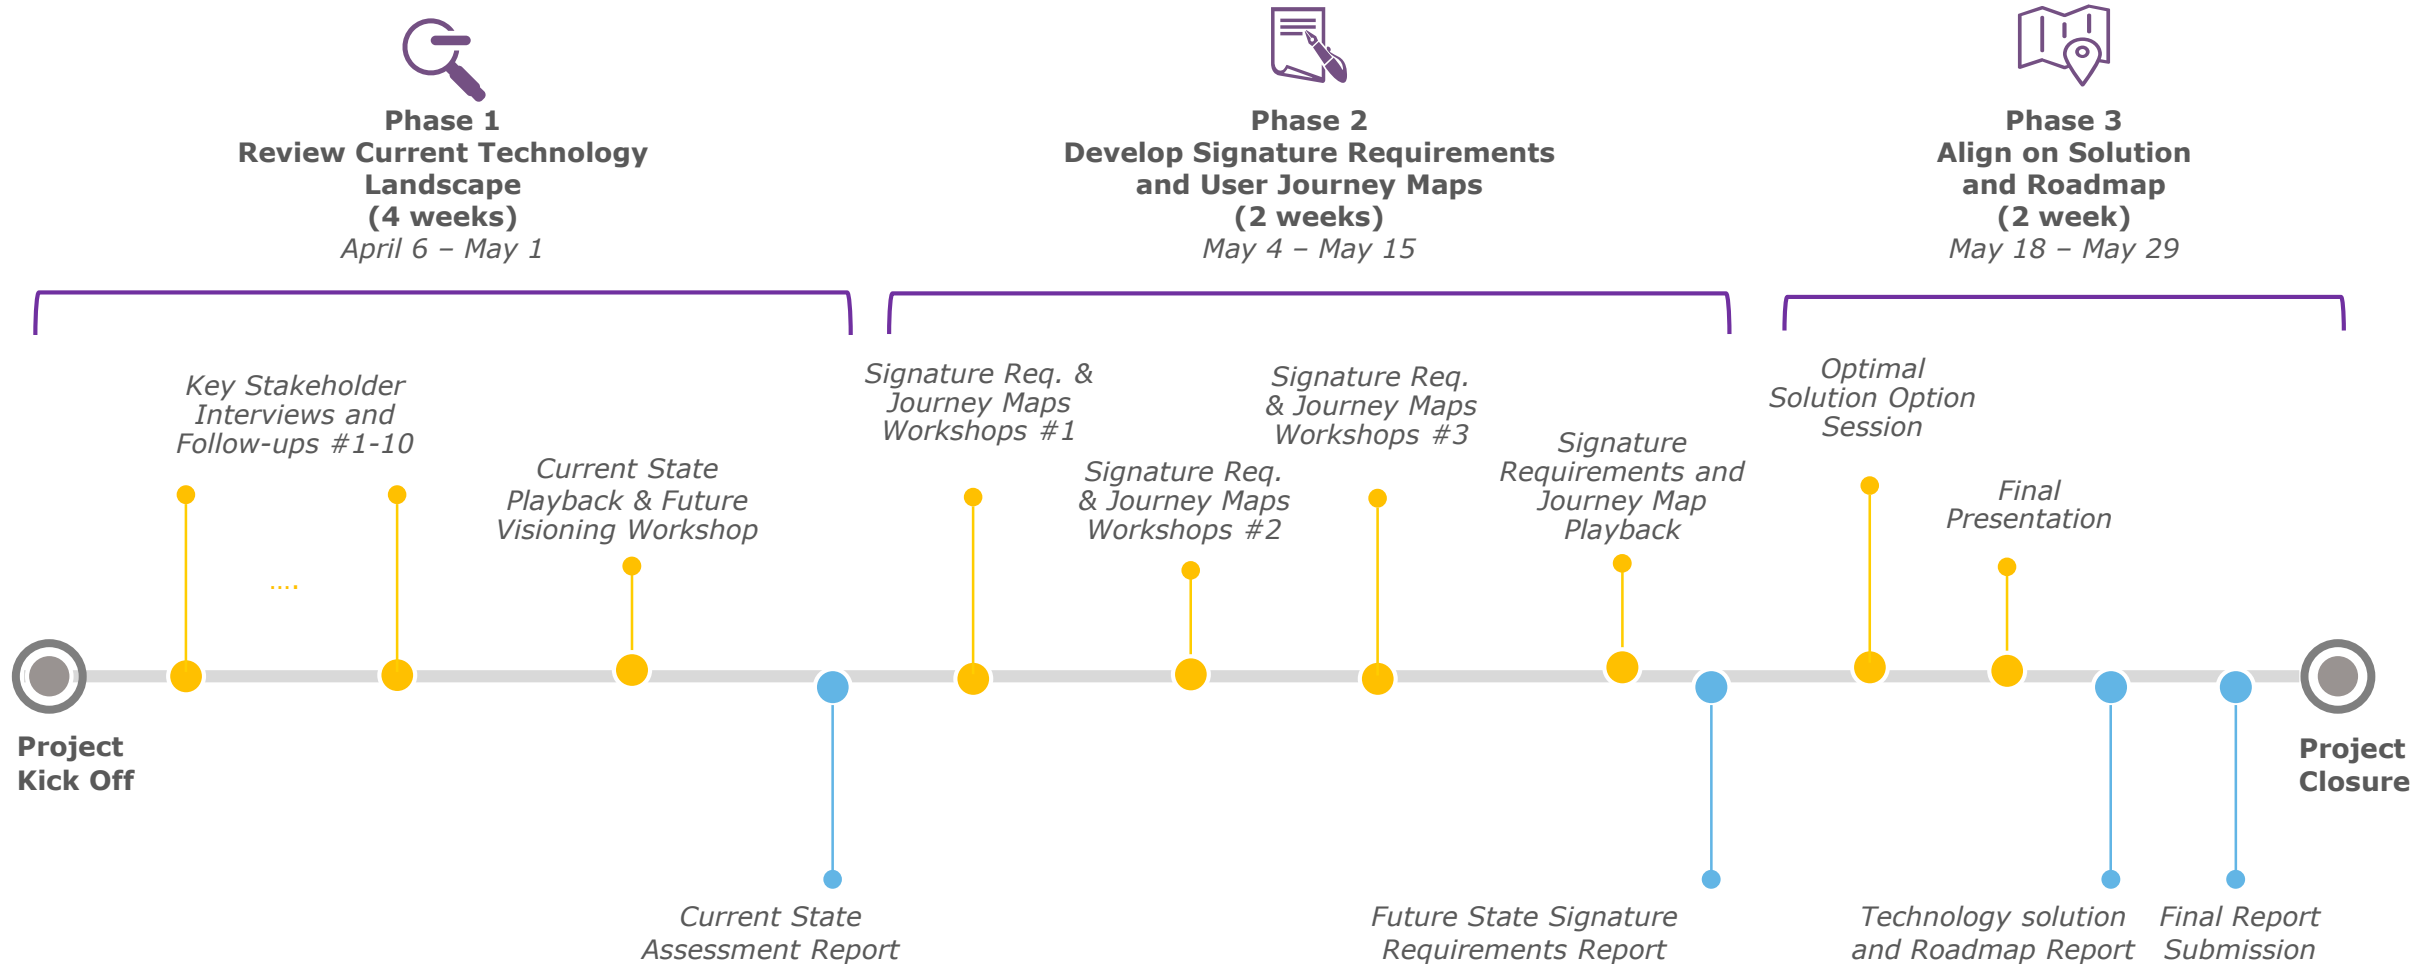 Phase 1
Review Current Technology
Landscape
(4 weeks)
April 6 – May 1
Phase 2
Develop Signature Requirements
and User Journey Maps
(2 weeks)
May 4 – May 15
Phase 3
Align on Solution
and Roadmap
(2 week)
May 18 – May 29
Key Stakeholder
Interviews and
Follow-ups #1-10
....
Current State
Playback & Future
Visioning Workshop
Signature Req. &
Journey Maps
Workshops #1
Signature Req.
& Journey Maps
Workshops #2
Signature Req.
& Journey Maps
Workshops #3
Signature
Requirements and
Journey Map
Playback
Optimal
Solution Option
Session
Final
Presentation
Project
Kick Off
Project
Closure
Current State
Assessment Report
Future State Signature
Requirements Report
Technology solution
and Roadmap Report
Final Report
Submission